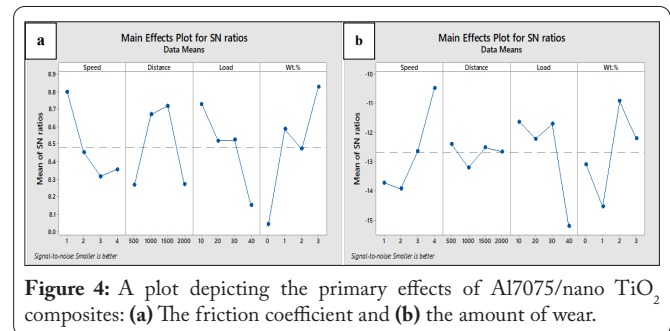 a
Main Effects Plot for SN ratios
Data Means
Speed Distance Load Wt.%
Mean of SN ratios
8.9
8.8
8.7
8.6
8.5
8.4
8.3
8.2
8.1
8.0
1 2 3 4 500 1000 1500 2000 10 20 30 40 0 1 2 3
Signal-to-noise: Smaller is better
b
Main Effects Plot for SN ratios
Data Means
Speed Distance Load Wt.%
Mean of SN ratios
-10
-11
-12
-13
-14
-15
1 2 3 4 500 1000 1500 2000 10 20 30 40 0 1 2 3
Signal-to-noise: Smaller is better
Figure 4: A plot depicting the primary effects of Al7075/nano TiO2
composites: (a) The friction coefficient and (b) the amount of wear.